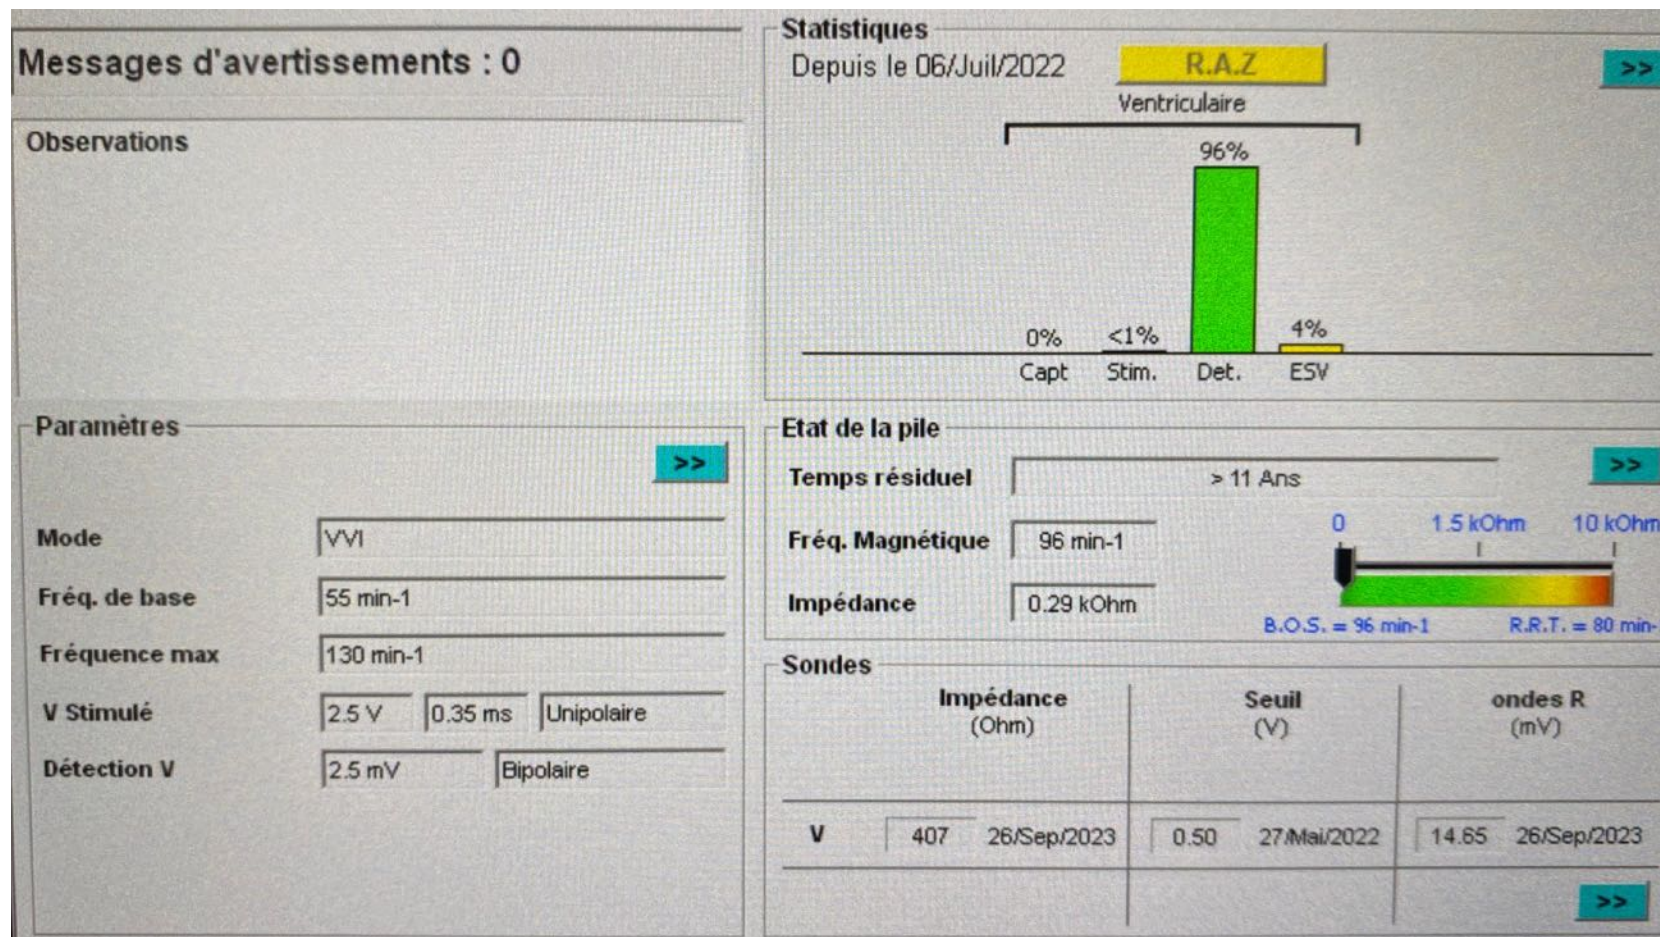 Messages d'avertissements : 0
Observations
Paramètres
>>
Mode VVI
Fréq. de base 55 min-1
Fréquence max 130 min-1
V Stimulé 2.5 V 0.35 ms Unipolaire
Détection V 2.5 mV Bipolaire
Statistiques
Depuis le 06/Juil/2022 R.A.Z >>
Ventriculaire
96%
0% <1% 4%
Capt Stim. Det. ESV
Etat de la pile
Temps résiduel > 11 Ans >>
Fréq. Magnétique 96 min-1
Impédance 0.29 kOhm
0 1.5 kOhm 10 kOhm
B.O.S. = 96 min-1 R.R.T. = 80 min-
Sondes
Impédance Seuil ondes R
(Ohm) (V) (mV)
V 407 26/Sep/2023 0.50 27/Mai/2022 14.65 26/Sep/2023
>>